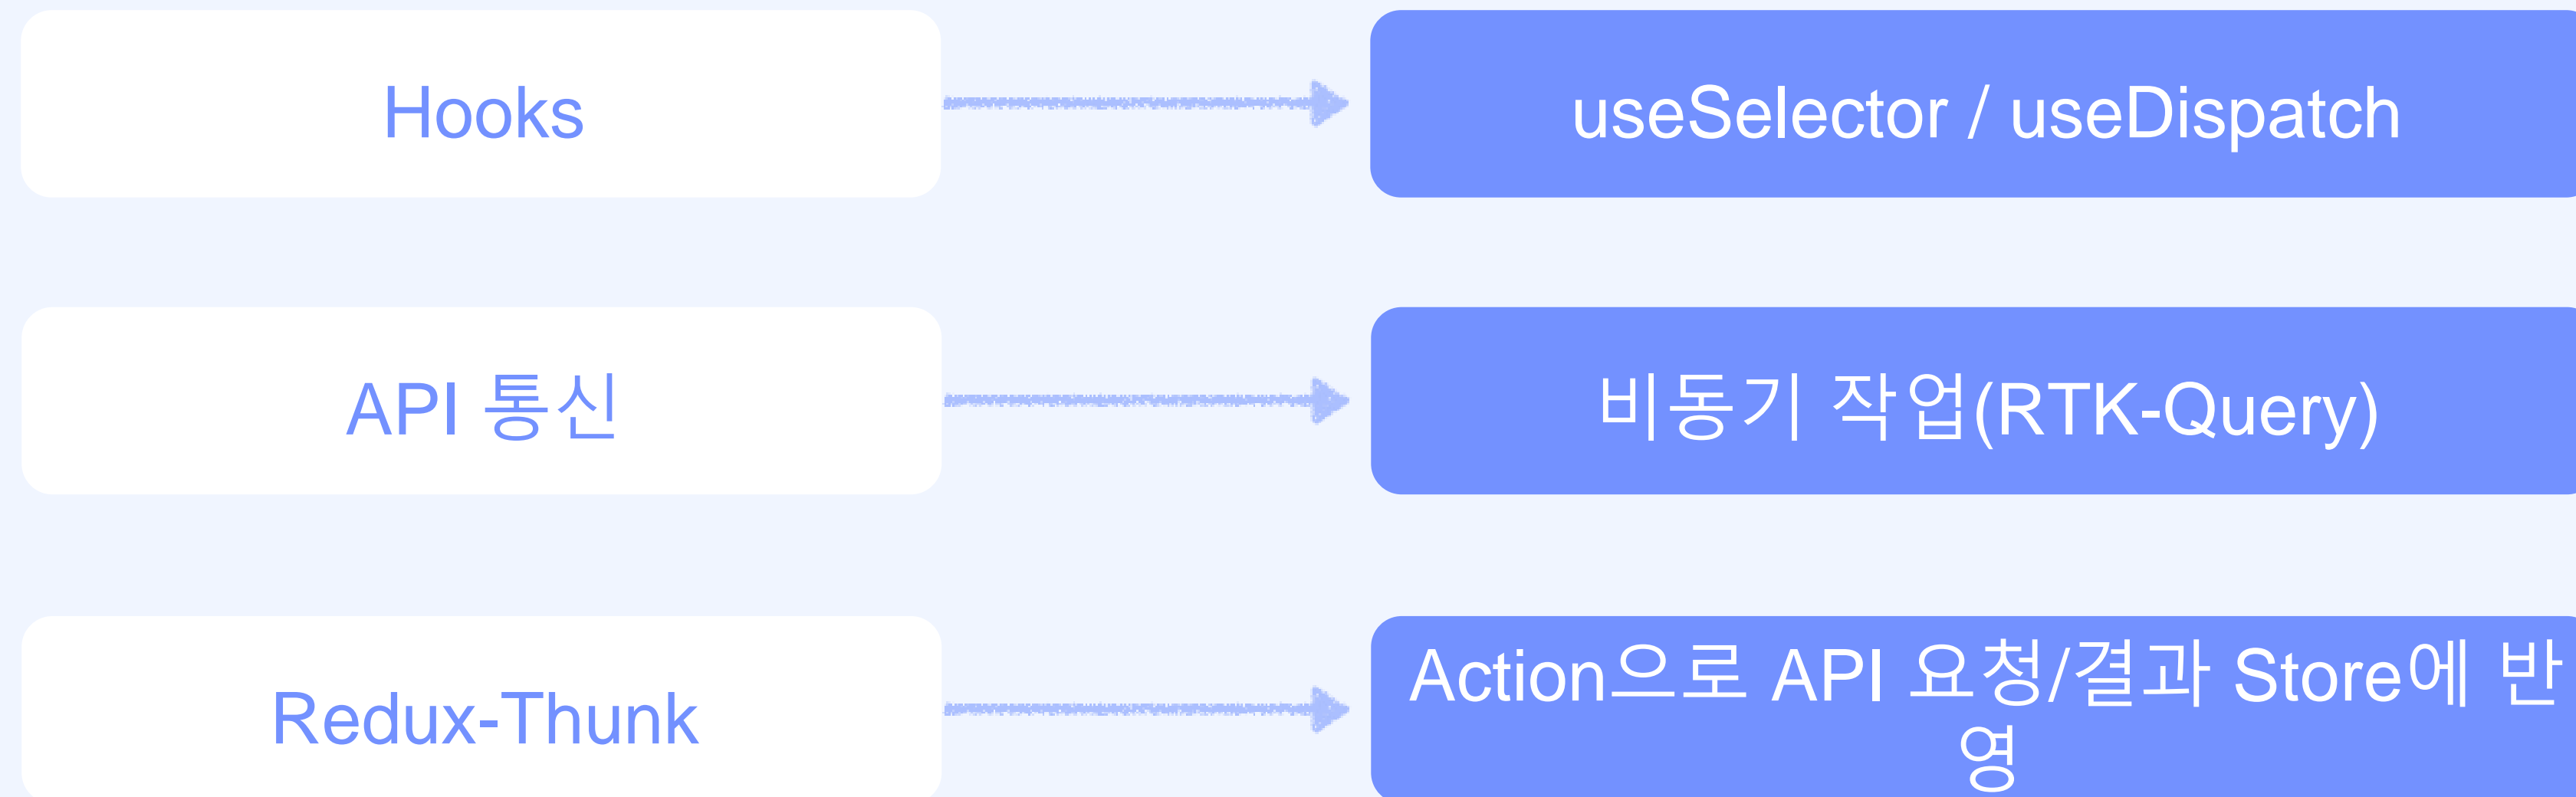 Hooks
useSelector / useDispatch
API 통신
비동기 작업(RTK-Query)
Redux-Thunk
Action으로 API 요청/결과 Store에 반
영